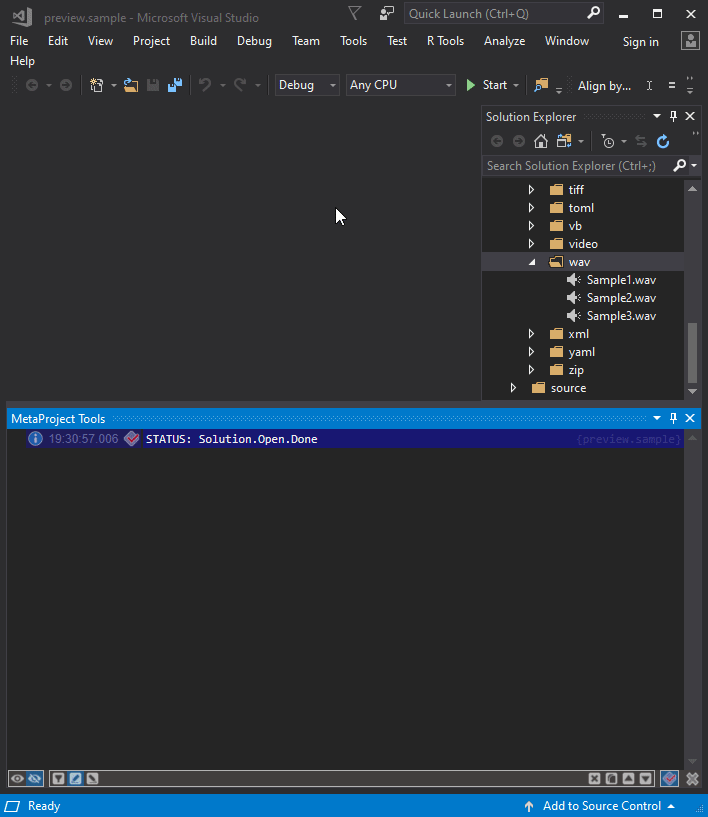 preview.sample - Microsoft Visual Studio
Quick Launch (Ctrl+Q)
File Edit View Project Build Debug Team Tools Test R Tools Analyze Window Sign in
Help
Debug Any CPU Start Align by...
Solution Explorer
Search Solution Explorer (Ctrl+;)
tiff
toml
vb
video
wav
Sample1.wav
Sample2.wav
Sample3.wav
xml
yaml
zip
source
MetaProject Tools
19:30:57.006 STATUS: Solution.Open.Done {preview.sample}
Ready Add to Source Control